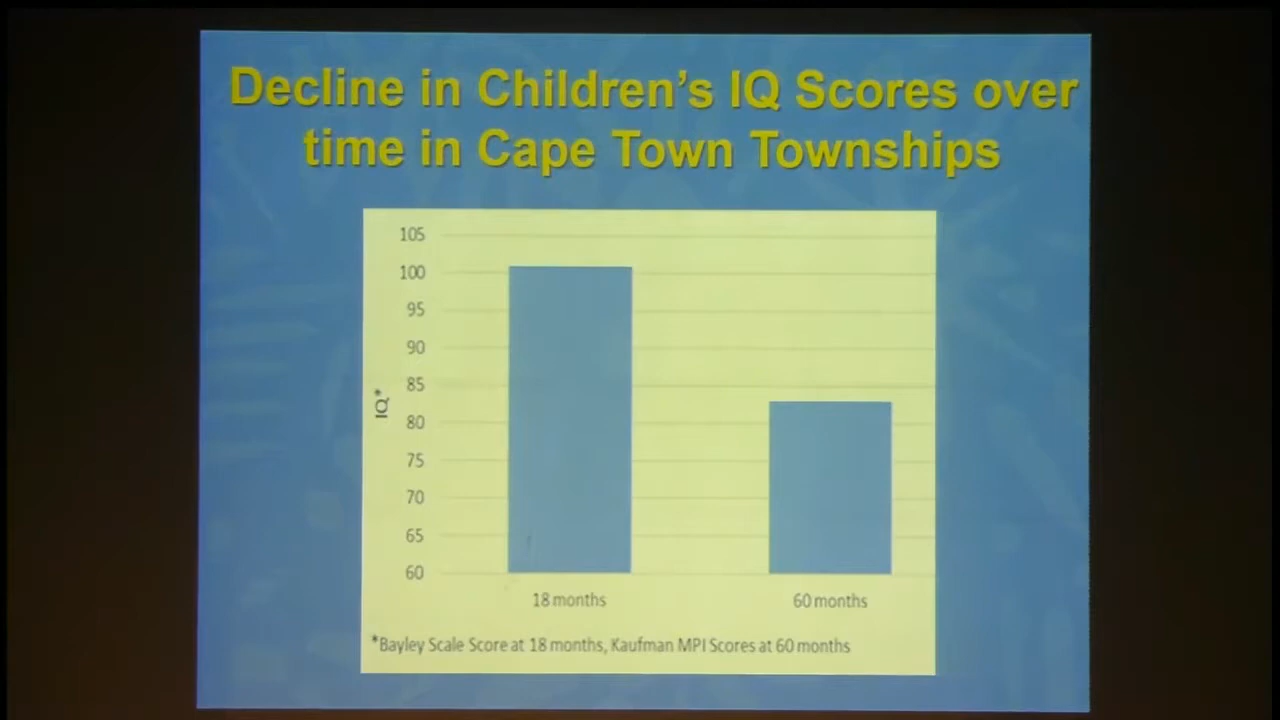 Decline in Children's IQ Scores over
time in Cape Town Townships
105
100
95
90
85
80
75
70
65
60
IQ*
18 months
60 months
*Bayley Scale Score at 18 months, Kaufman MPI Scores at 60 months